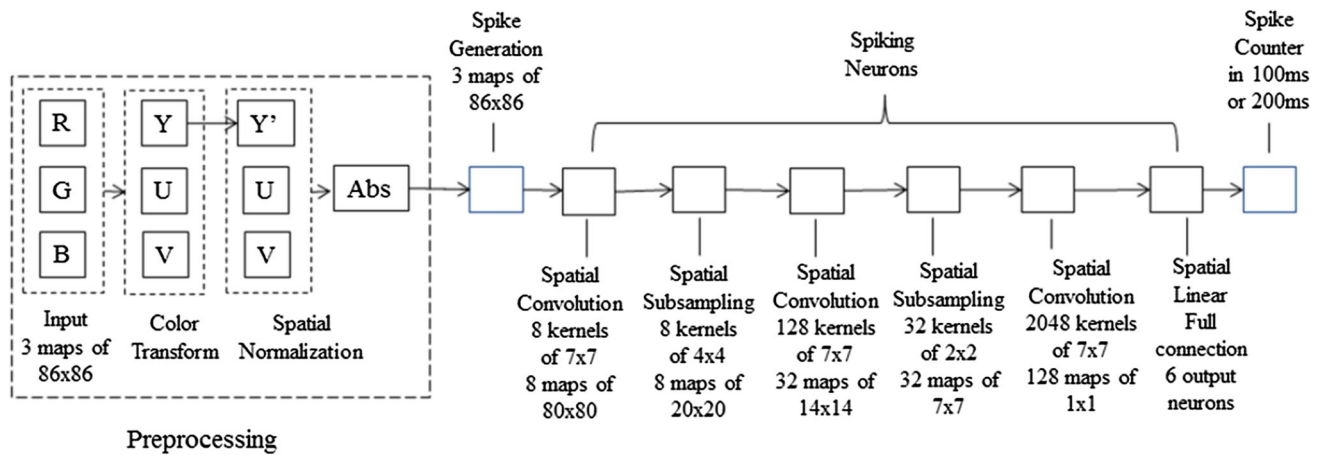 R
G
B
Input
3 maps of
86x86
Y
U
V
Color
Transform
Y’
U
V
Spatial
Normalization
Abs
Preprocessing
Spike
Generation
3 maps of
86x86
Spiking
Neurons
Spatial
Convolution
8 kernels
of 7x7
8 maps of
80x80
Spatial
Subsampling
8 kernels
of 4x4
8 maps of
20x20
Spatial
Convolution
128 kernels
of 7x7
32 maps of
14x14
Spatial
Subsampling
32 kernels
of 2x2
32 maps of
7x7
Spatial
Convolution
2048 kernels
of 7x7
128 maps of
1x1
Spatial
Linear
Full
connection
6 output
neurons
Spike
Counter
in 100ms
or 200ms